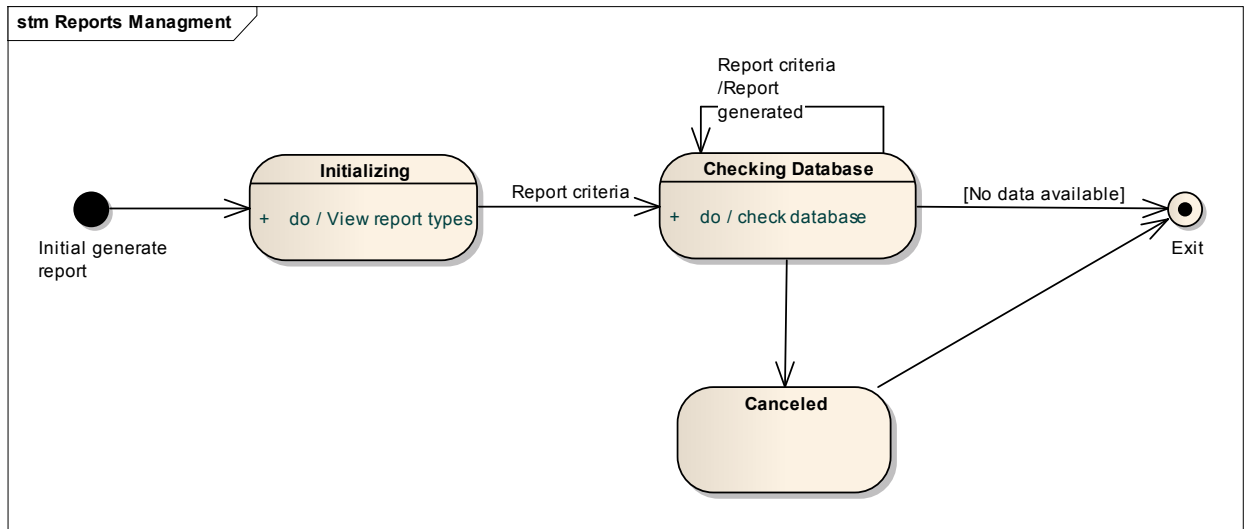 stm Reports Managment
Report criteria
/Report
generated
Initializing
+ do / View report types
Report criteria
Checking Database
+ do / check database
[No data available]
Initial generate
report
Exit
Canceled